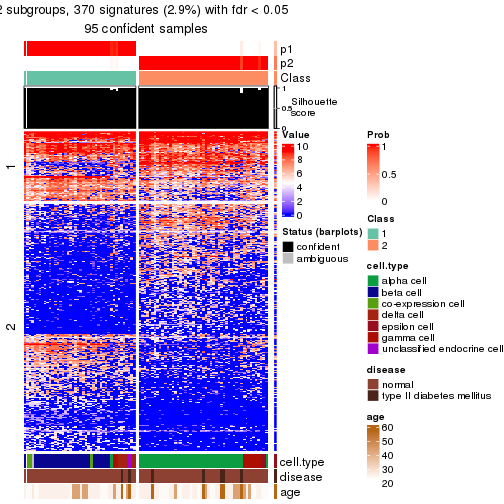 2 subgroups, 370 signatures (2.9%) with fdr < 0.05
95 confident samples
p1
p2
Class
1
0.5
0
Silhouette
score
1
2
Value
10
8
6
4
2
0
Status (barplots)
confident
ambiguous
Prob
1
0.5
0
Class
1
2
cell.type
alpha cell
beta cell
co-expression cell
delta cell
epsilon cell
gamma cell
unclassified endocrine cell
disease
normal
type II diabetes mellitus
age
60
50
40
30
20
cell.type
disease
age